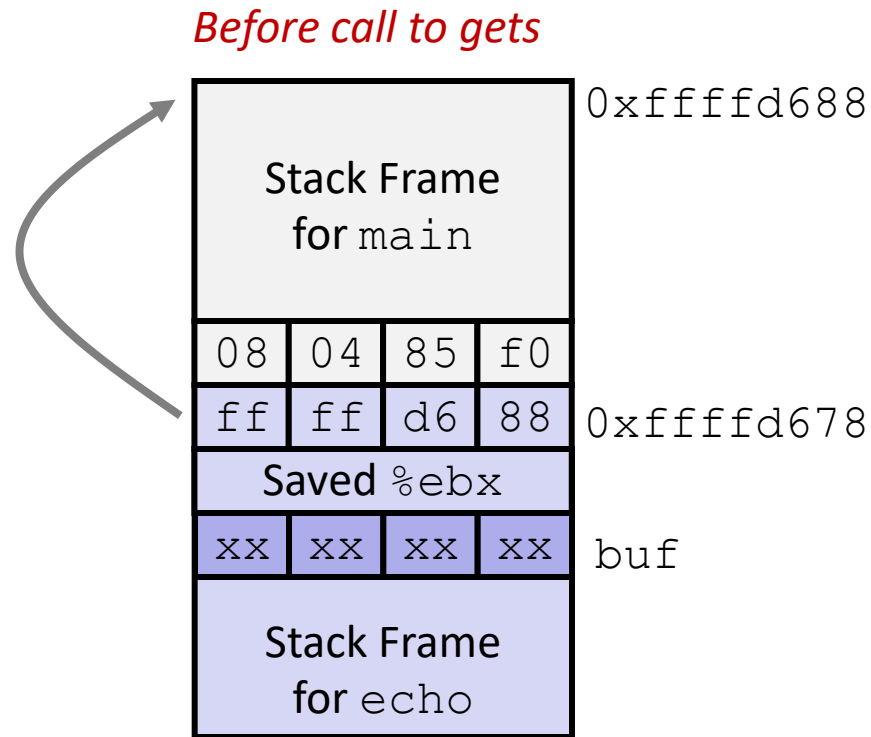 Before call to gets
0xffffd688
Stack Frame
for main
08 04 85 f0
ff ff d6 88 0xffffd678
Saved %ebx
xx xx xx xx buf
Stack Frame
for echo